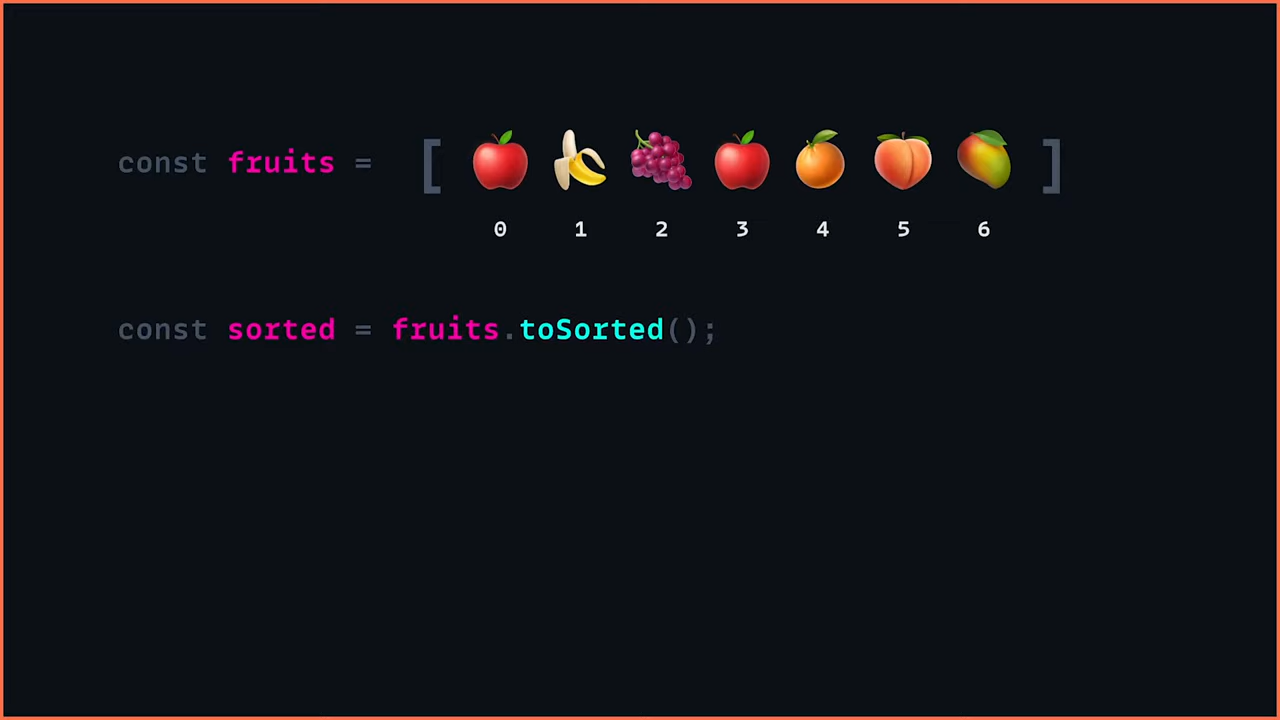 const fruits = [ 🍎 🍌 🍇 🍎 🍊 🍑 🥭 ]
0 1 2 3 4 5 6
const sorted = fruits.toSorted();